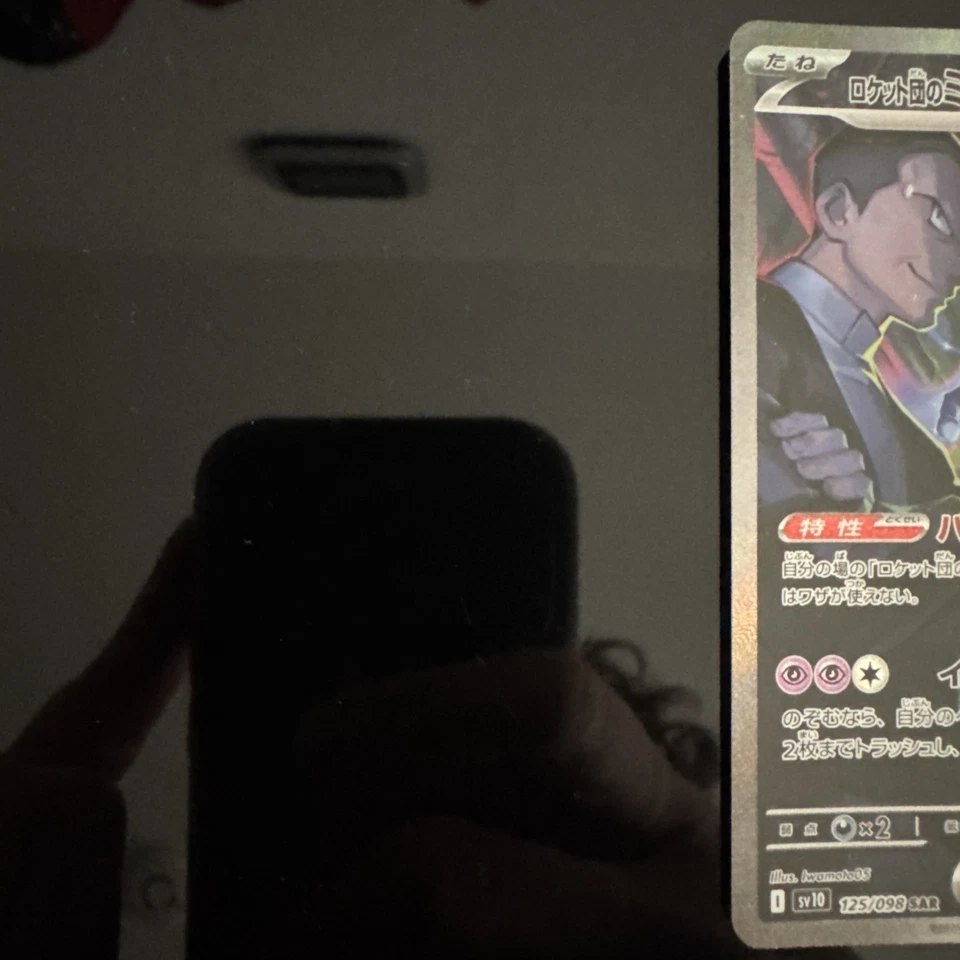 たね
ロケット団のミ
特性
自分の場の「ロケット団の
はワザが使えない。
のぞむなら、自分の
2枚までトラッシュし、
弱点 ×2
Illus. Iwamoto05
I sv10 125/098 SAR